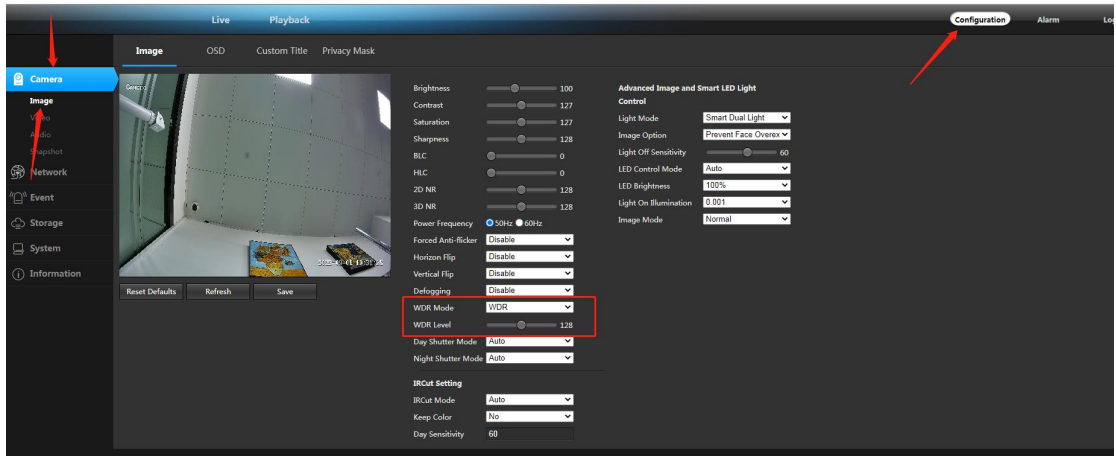 Live Playback Configuration Alarm
Image OSD Custom Title Privacy Mask
Camera
Image
Snapshot
Network
Event
Storage
System
Information
Reset Defaults Refresh Save
Brightness 100
Contrast 127
Saturation 127
Sharpness 128
BLC 0
HLC 0
2D NR 128
3D NR 128
Power Frequency 50Hz 60Hz
Forced Anti-flicker Disable
Horizon Flip Disable
Vertical Flip Disable
Defogging Disable
WDR Mode WDR
WDR Level 128
Day Shutter Mode Auto
Night Shutter Mode Auto
IRCut Setting
IRCut Mode Auto
Keep Color No
Day Sensitivity 60
Advanced Image and Smart LED Light
Control
Light Mode Smart Dual Light
Image Option Prevent Face Overex
Light Off Sensitivity 60
LED Control Mode Auto
LED Brightness 100%
Light On Illumination 0.001
Image Mode Normal